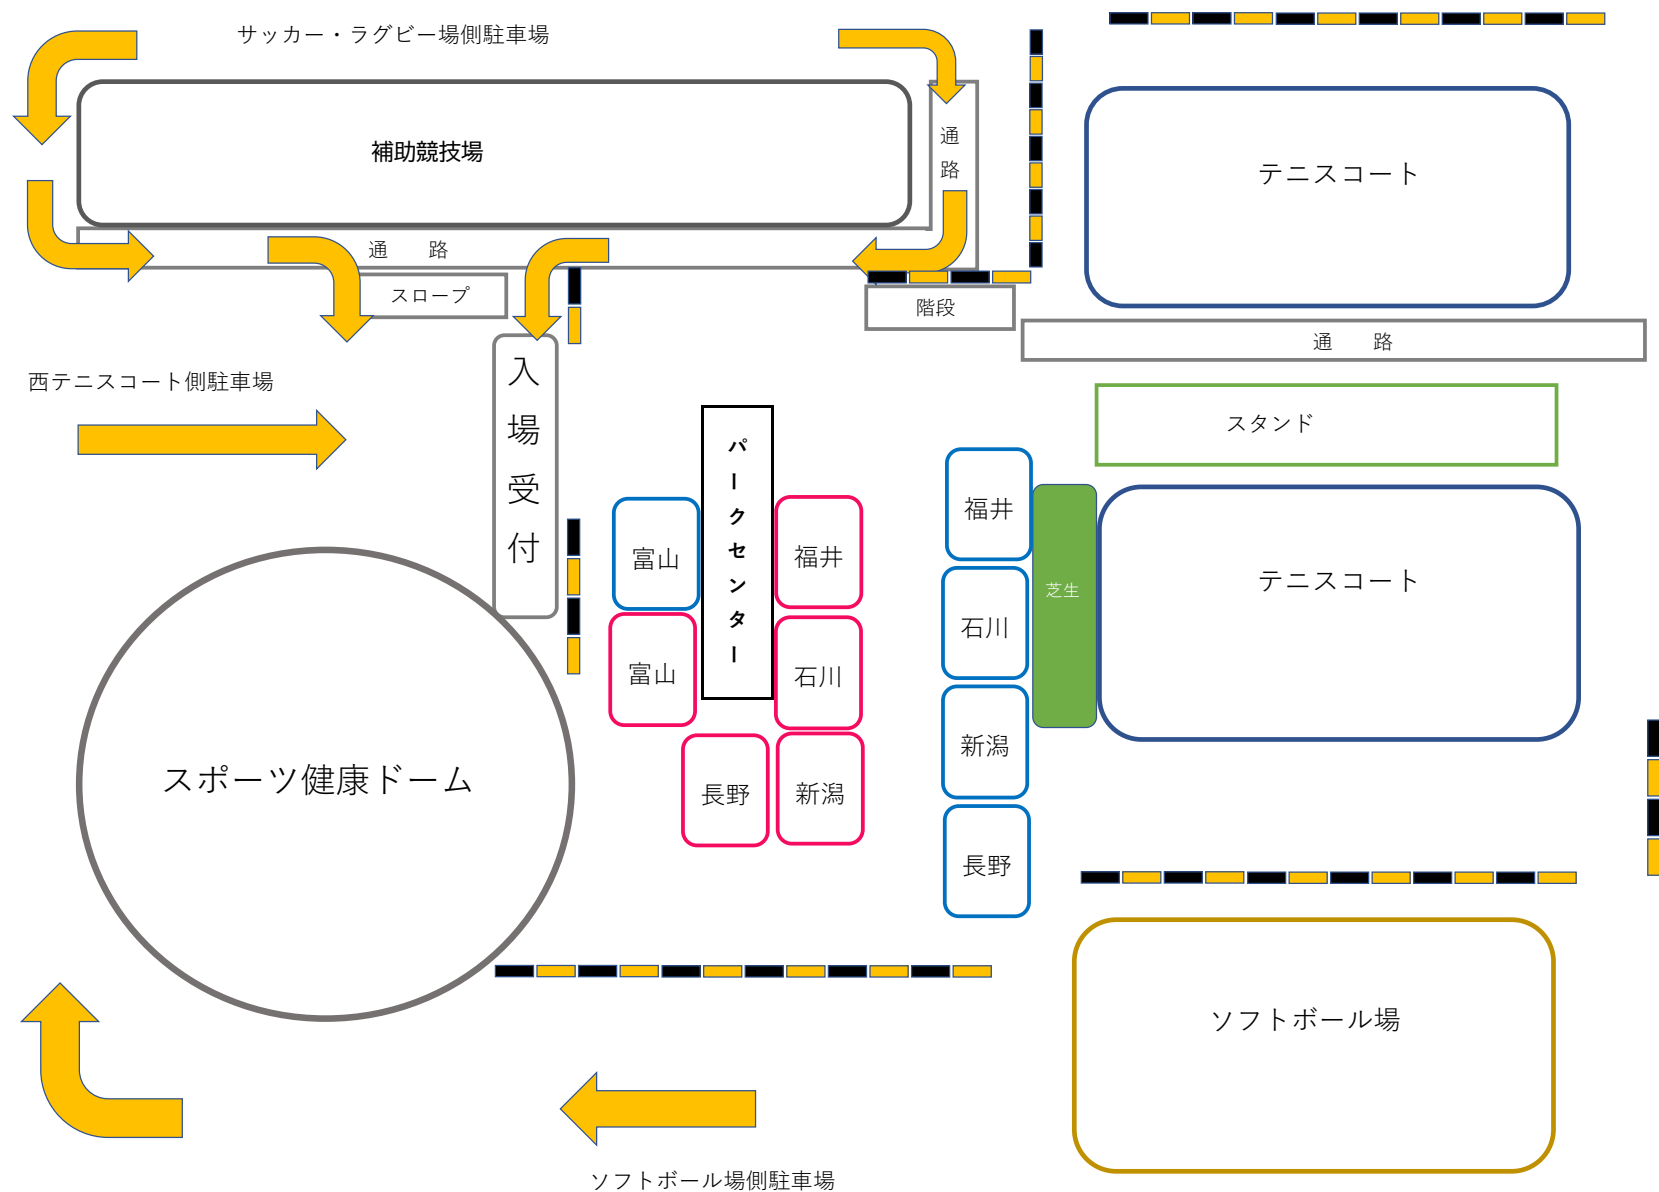 サッカー・ラグビー場側駐車場
補助競技場
通路
テニスコート
通　　路
スロープ
階段
通　　路
入場受付
西テニスコート側駐車場
スタンド
パークセンター
福井
富山
福井
テニスコート
芝生
石川
富山
石川
新潟
スポーツ健康ドーム
長野
新潟
長野
ソフトボール場
ソフトボール場側駐車場